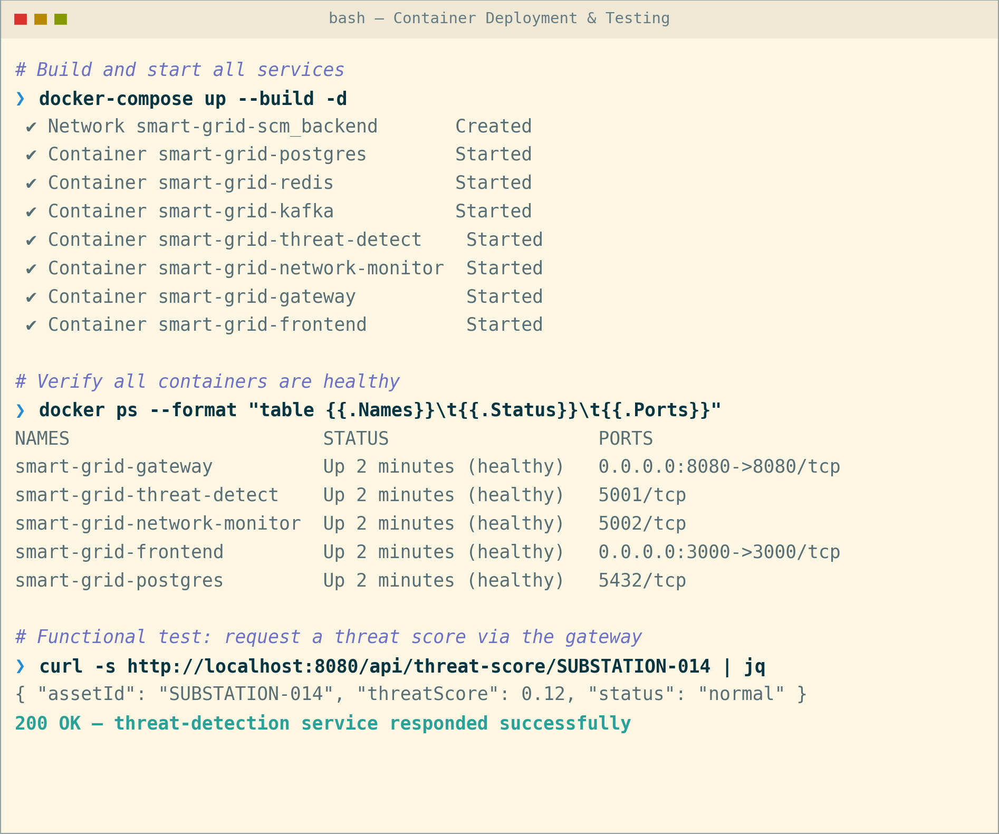 bash — Container Deployment & Testing
# Build and start all services
❯ docker-compose up --build -d
✔ Network smart-grid-scm_backend Created
✔ Container smart-grid-postgres Started
✔ Container smart-grid-redis Started
✔ Container smart-grid-kafka Started
✔ Container smart-grid-threat-detect Started
✔ Container smart-grid-network-monitor Started
✔ Container smart-grid-gateway Started
✔ Container smart-grid-frontend Started
# Verify all containers are healthy
❯ docker ps --format "table {{.Names}}\t{{.Status}}\t{{.Ports}}"
NAMES STATUS PORTS
smart-grid-gateway Up 2 minutes (healthy) 0.0.0.0:8080->8080/tcp
smart-grid-threat-detect Up 2 minutes (healthy) 5001/tcp
smart-grid-network-monitor Up 2 minutes (healthy) 5002/tcp
smart-grid-frontend Up 2 minutes (healthy) 0.0.0.0:3000->3000/tcp
smart-grid-postgres Up 2 minutes (healthy) 5432/tcp
# Functional test: request a threat score via the gateway
❯ curl -s http://localhost:8080/api/threat-score/SUBSTATION-014 | jq
{ "assetId": "SUBSTATION-014", "threatScore": 0.12, "status": "normal" }
200 OK — threat-detection service responded successfully